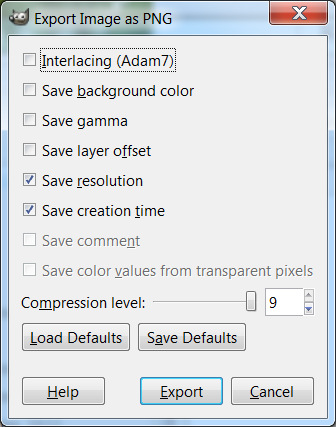 Export Image as PNG
Interlacing (Adam7)
Save background color
Save gamma
Save layer offset
Save resolution
Save creation time
Save comment
Save color values from transparent pixels
Compression level: 9
Load Defaults Save Defaults
Help Export Cancel